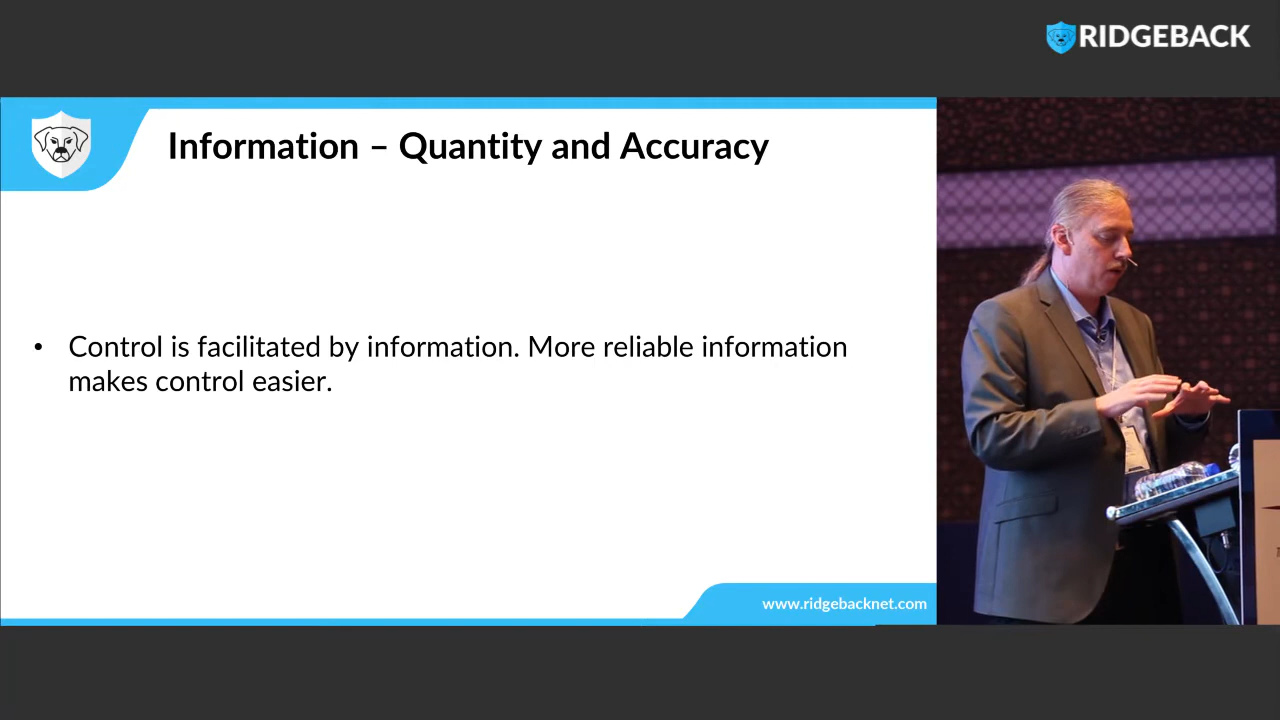 RIDGEBACK
Information – Quantity and Accuracy
• Control is facilitated by information. More reliable information
makes control easier.
www.ridgebacknet.com